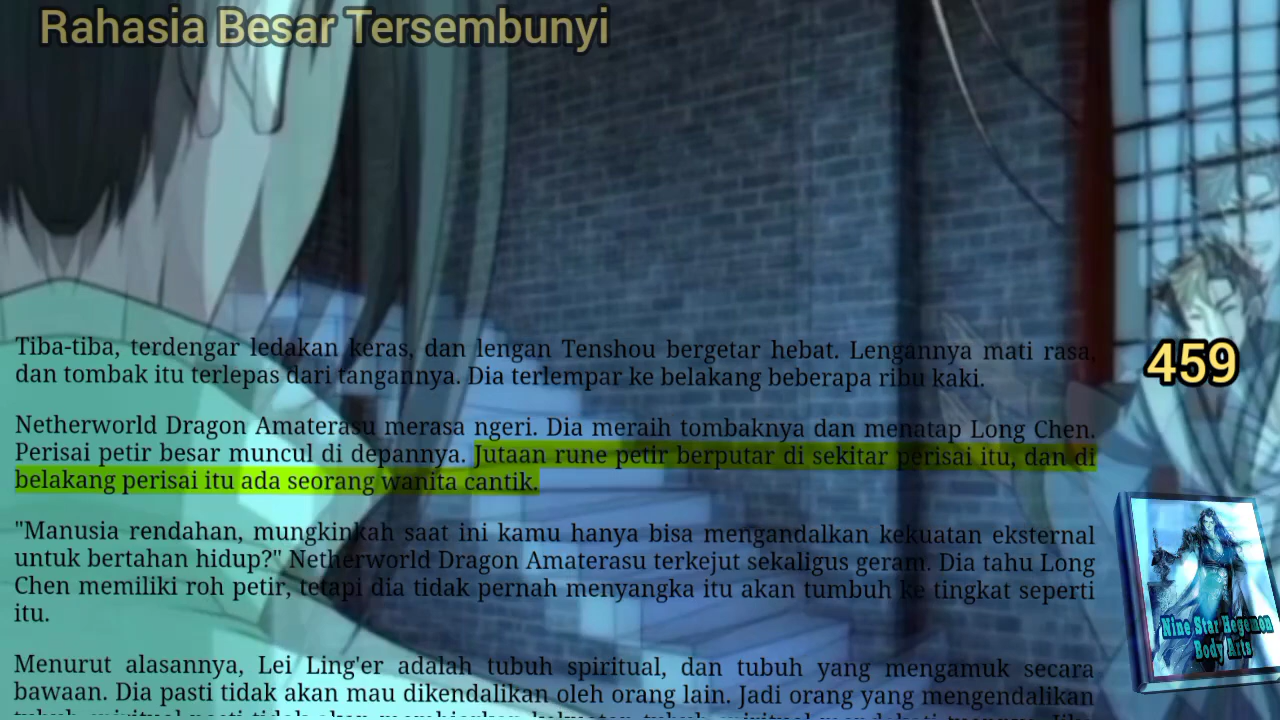 Rahasia Besar Tersembunyi
Tiba-tiba, terdengar ledakan keras, dan lengan Tenshou bergetar hebat. Lengannya mati rasa,
dan tombak itu terlepas dari tangannya. Dia terlempar ke belakang beberapa ribu kaki.
459
Netherworld Dragon Amaterasu merasa ngeri. Dia meraih tombaknya dan menatap Long Chen.
Perisai petir besar muncul di depannya. Jutaan rune petir berputar di sekitar perisai itu, dan di
belakang perisai itu ada seorang wanita cantik.
"Manusia rendahan, mungkinkah saat ini kamu hanya bisa mengandalkan kekuatan eksternal
untuk bertahan hidup?" Netherworld Dragon Amaterasu terkejut sekaligus geram. Dia tahu Long
Chen memiliki roh petir, tetapi dia tidak pernah menyangka itu akan tumbuh ke tingkat seperti
itu.
Nine Star Hegemon
Body Arts
Menurut alasannya, Lei Ling'er adalah tubuh spiritual, dan tubuh yang mengamuk secara
bawaan. Dia pasti tidak akan mau dikendalikan oleh orang lain. Jadi orang yang mengendalikan